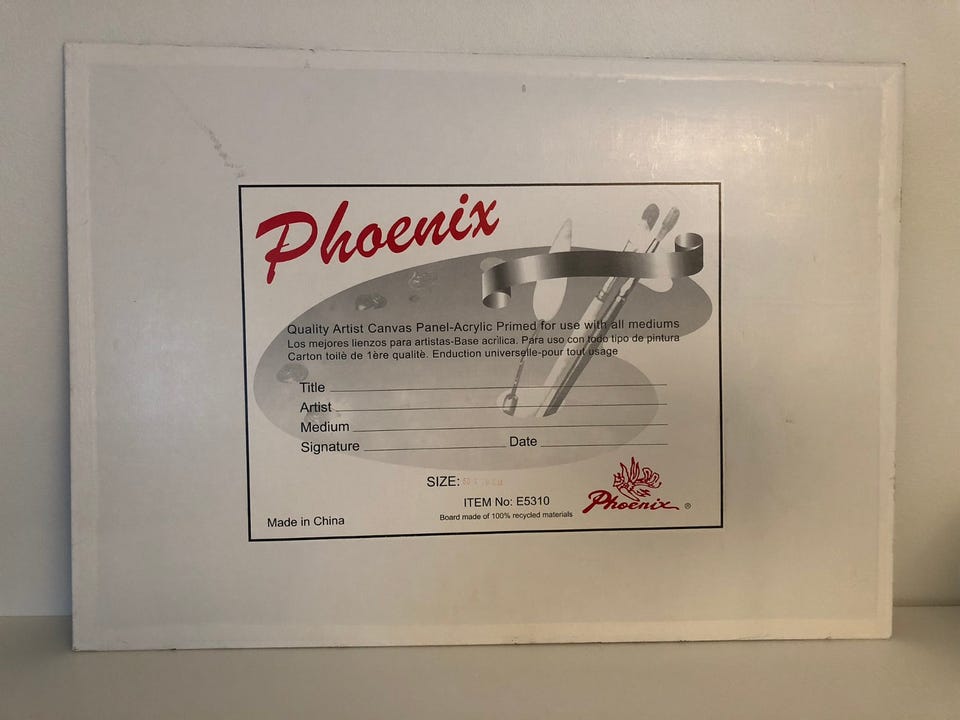 Phoenix
Quality Artist Canvas Panel-Acrylic Primed for use with all mediums
Los mejores lienzos para artistas-Base acrilica. Para uso con todo tipo de pintura
Carton toilè de 1ère qualitè. Enduction universelle-pour tout usage
Title
Artist
Medium
Signature Date
SIZE:
ITEM No: E5310
Board made of 100% recycled materials
Made in China
Phoenix ®